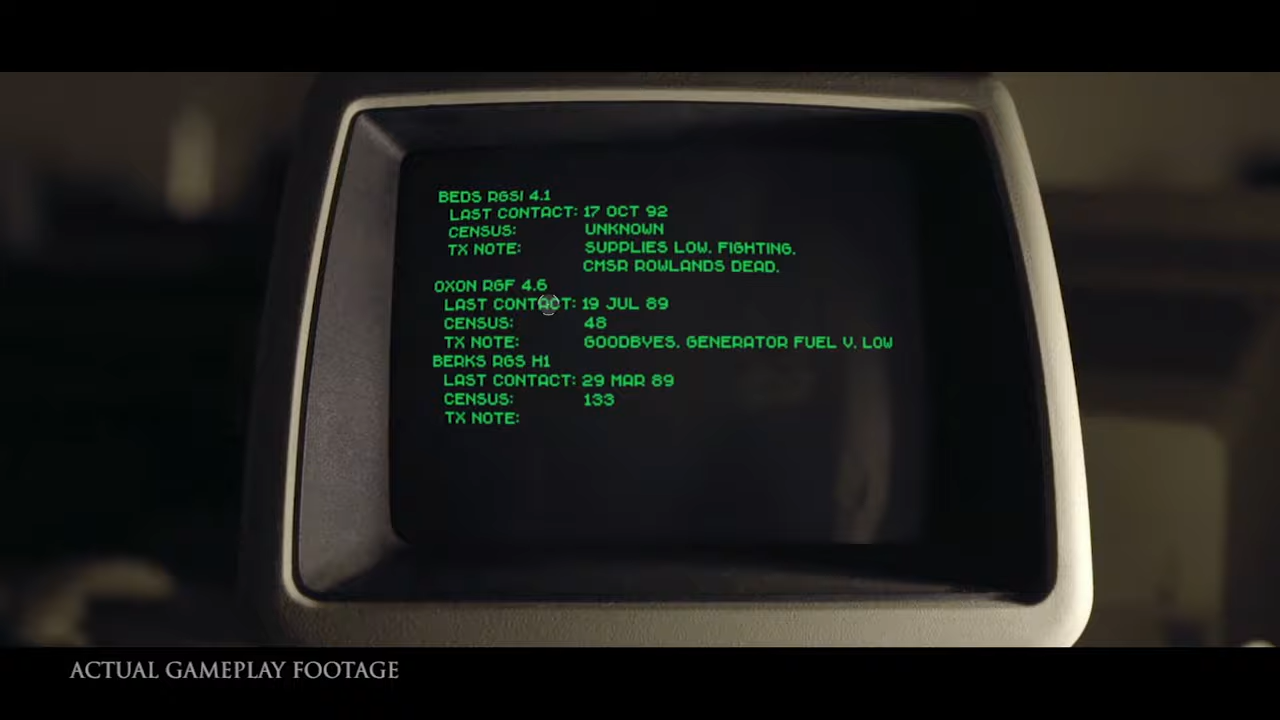 BEDS RGSI 4.1
LAST CONTACT: 17 OCT 92
CENSUS: UNKNOWN
TX NOTE: SUPPLIES LOW. FIGHTING.
CMSR ROWLANDS DEAD.
OXON RGF 4.6
LAST CONTACT: 19 JUL 89
CENSUS: 48
TX NOTE: GOODBYES. GENERATOR FUEL V. LOW
BERKS RGS H1
LAST CONTACT: 29 MAR 89
CENSUS: 133
TX NOTE:
ACTUAL GAMEPLAY FOOTAGE